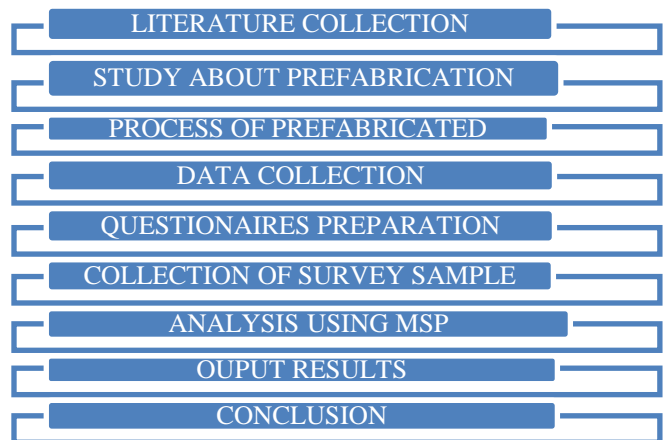 LITERATURE COLLECTION
STUDY ABOUT PREFABRICATION
PROCESS OF PREFABRICATED
DATA COLLECTION
QUESTIONAIRES PREPARATION
COLLECTION OF SURVEY SAMPLE
ANALYSIS USING MSP
OUPUT RESULTS
CONCLUSION